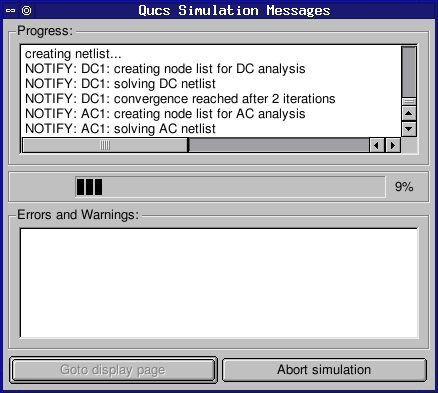 Qucs Simulation Messages
Progress:
creating netlist...
NOTIFY: DC1: creating node list for DC analysis
NOTIFY: DC1: solving DC netlist
NOTIFY: DC1: convergence reached after 2 iterations
NOTIFY: AC1: creating node list for AC analysis
NOTIFY: AC1: solving AC netlist
9%
Errors and Warnings:
Goto display page
Abort simulation